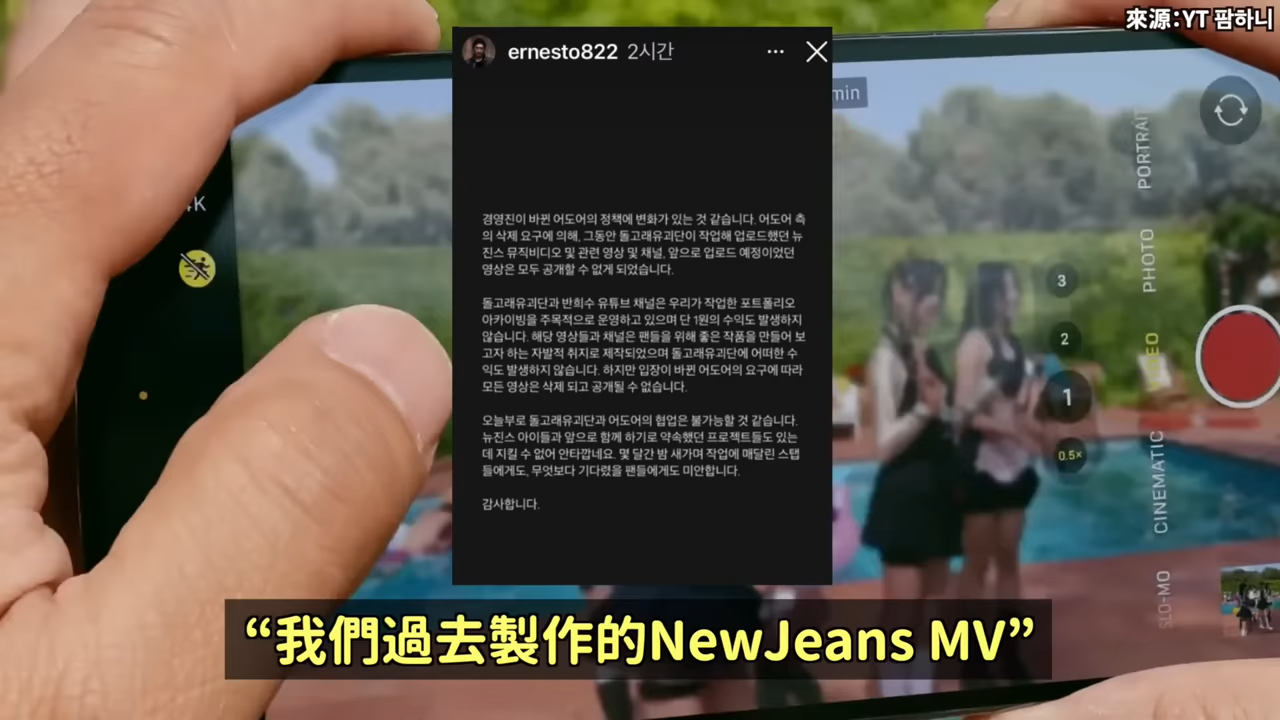 來源:YT 팜하니
ernesto822 2시간
min
4K
경영진이 바뀐 어도어의 정책에 변화가 있는 것 같습니다. 어도어 측
의 삭제 요구에 의해, 그동안 돌고래유괴단이 작업해 업로드했던 뉴
진스 뮤직비디오 및 관련 영상 및 채널, 앞으로 업로드 예정이었던
영상은 모두 공개할 수 없게 되었습니다.
돌고래유괴단과 반희수 유튜브 채널은 우리가 작업한 포트폴리오
아카이빙을 주목적으로 운영하고 있으며 단 1원의 수익도 발생하지
않습니다. 해당 영상들과 채널은 팬들을 위해 좋은 작품을 만들어 보
고자 하는 자발적 취지로 제작되었으며 돌고래유괴단에 어떠한 수
익도 발생하지 않습니다. 하지만 입장이 바뀐 어도어의 요구에 따라
모든 영상은 삭제 되고 공개될 수 없습니다.
오늘부로 돌고래유괴단과 어도어의 협업은 불가능할 것 같습니다.
뉴진스 아이들과 앞으로 함께 하기로 약속했던 프로젝트들도 있는
데 지킬 수 없어 안타깝네요. 몇 달간 밤 새가며 작업에 매달린 스탭
들에게도, 무엇보다 기다렸을 팬들에게도 미안합니다.
감사합니다.
PORTRAIT
PHOTO
VIDEO
CINEMATIC
SLO-MO
3
2
1
0.5×
“我們過去製作的NewJeans MV”